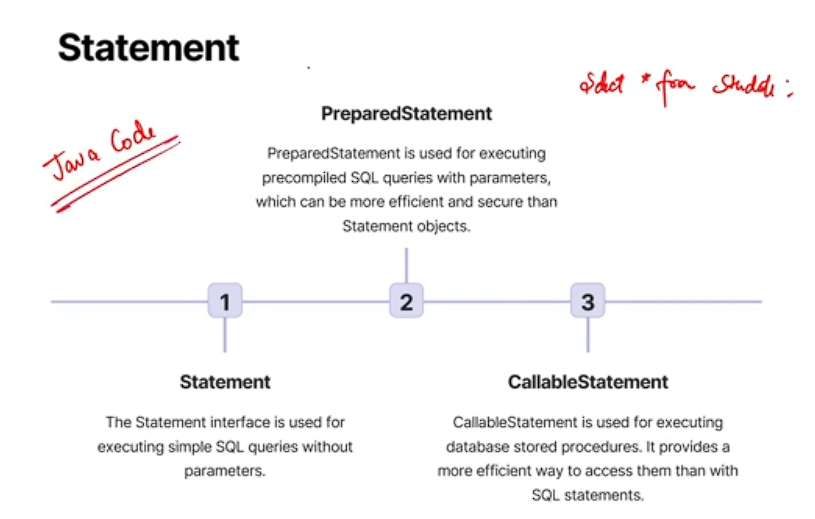 Statement
Select * from
PreparedStatement
Java Code
PreparedStatement is used for executing
precompiled SQL queries with parameters,
which can be more efficient and secure than
Statement objects.
1
2
3
Statement
The Statement interface is used for
executing simple SQL queries without
parameters.
CallableStatement
CallableStatement is used for executing
database stored procedures. It provides a
more efficient way to access them than with
SQL statements.